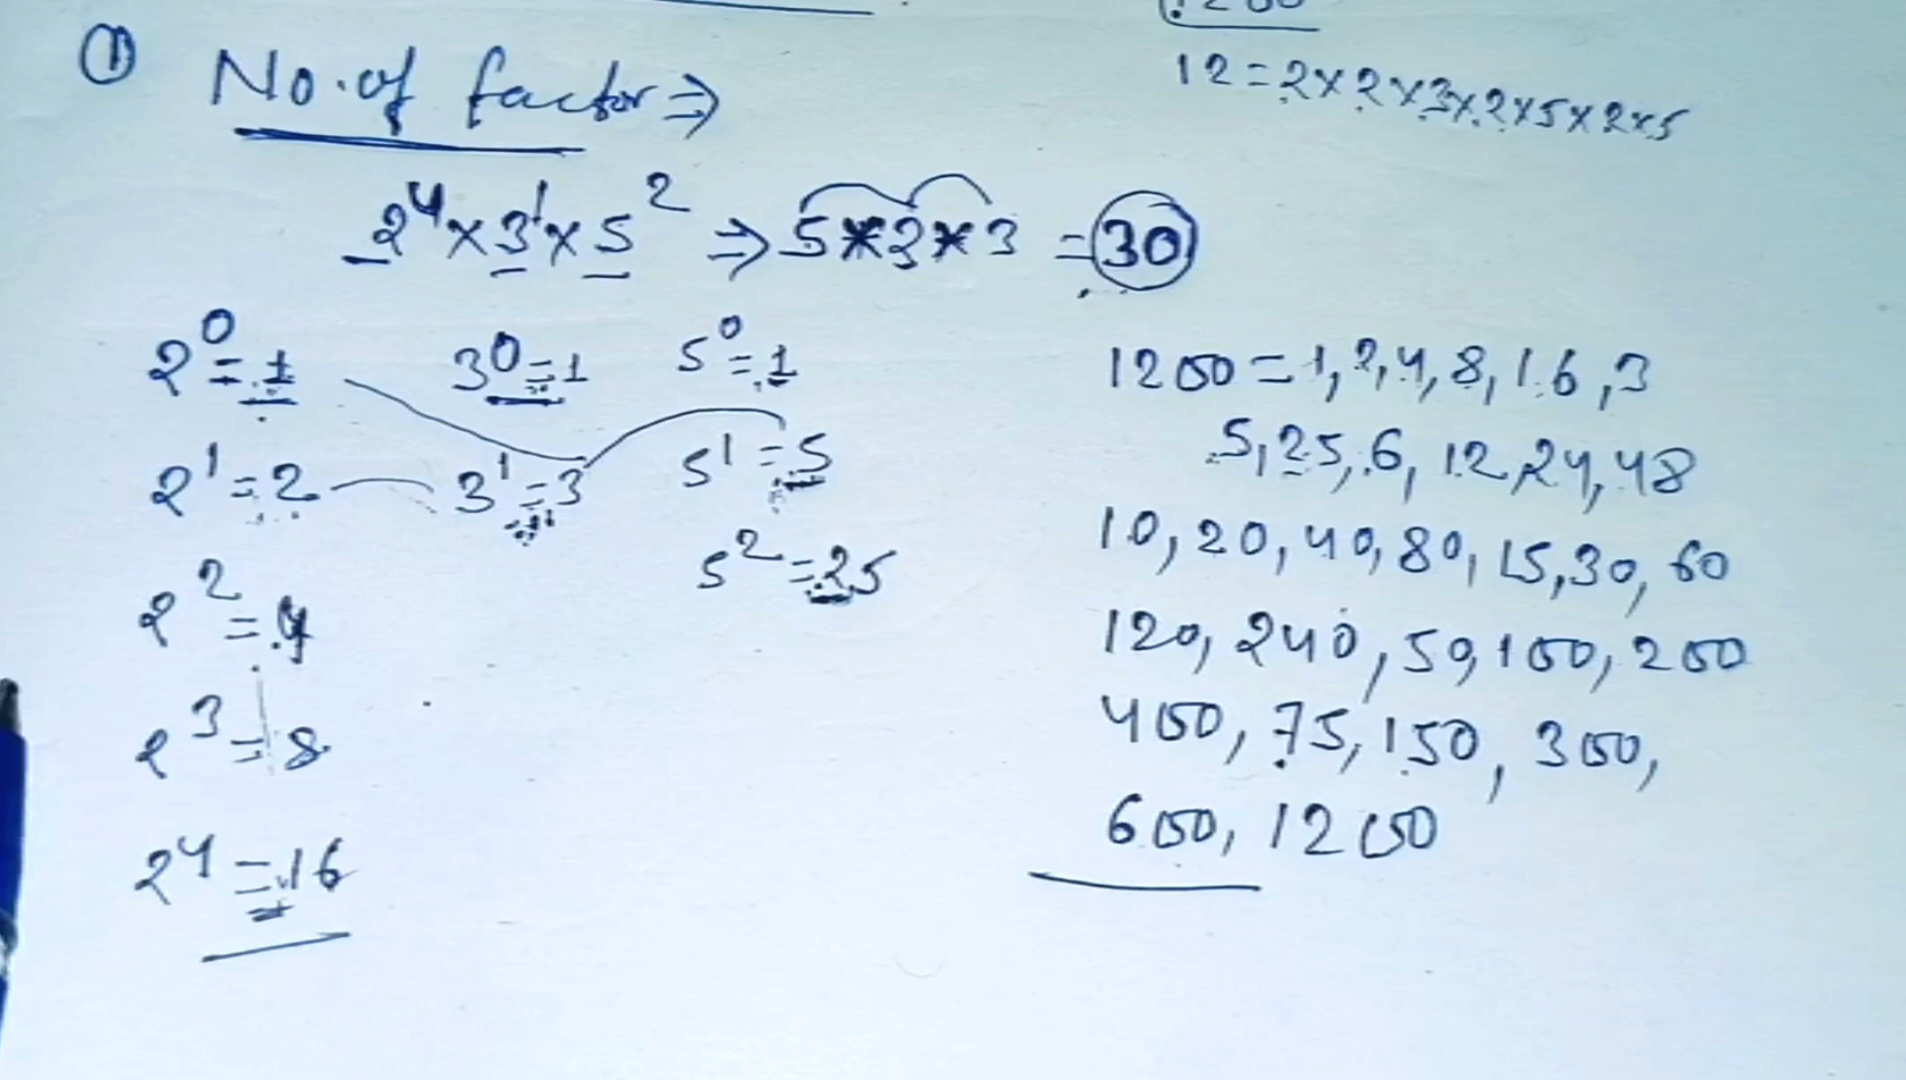 ① No. of factor ⇒
12 = 2×2×3×2×5×2×5
2⁴ × 3¹ × 5² ⇒ 5×2×3 = 30
2⁰ = 1 3⁰ = 1 5⁰ = 1
2¹ = 2 3¹ = 3 5¹ = 5
5² = 25
2² = 4
2³ = 8
2⁴ = 16
1200 = 1, 2, 4, 8, 16, 3
5, 25, 6, 12, 24, 48
10, 20, 40, 80, 15, 30, 60
120, 240, 50, 100, 200
400, 75, 150, 300,
600, 1200